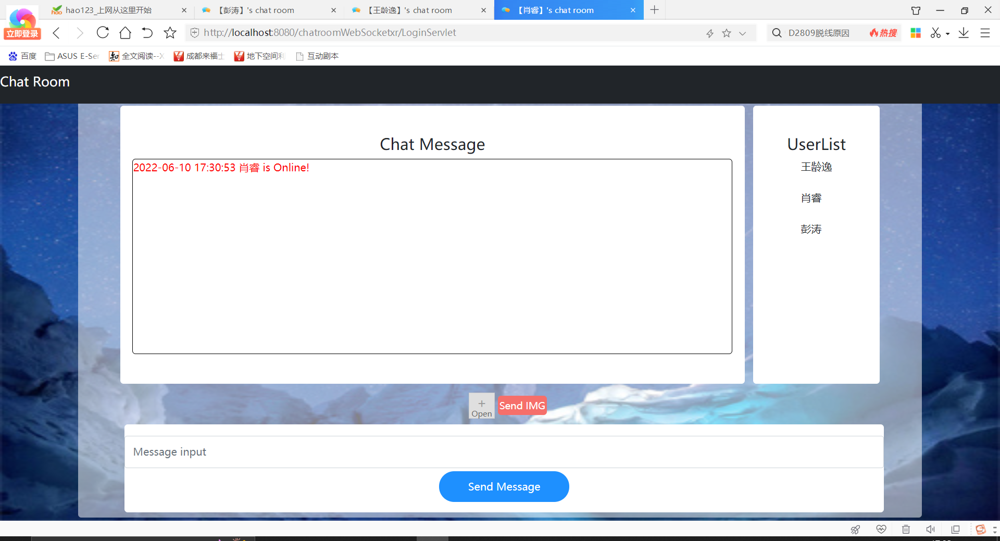 hao123_上网从这里开始
【彭涛】's chat room
【王龄逸】's chat room
【肖睿】's chat room
立即登录
http://localhost:8080/chatroomWebSocketxr/LoginServlet
D2809脱线原因
热搜
百度
ASUS E-Ser
全文阅读--X
成都来福士
地下空间利
互动剧本
Chat Room
Chat Message
2022-06-10 17:30:53 肖睿 is Online!
UserList
王龄逸
肖睿
彭涛
Open
Send IMG
Message input
Send Message